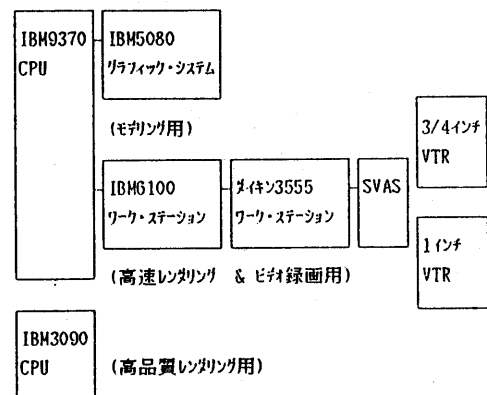 IBM9370
CPU
IBM5080
グラフィック・システム
(モデリング用)
IBM6100
ワーク・ステーション
メイキン3555
ワーク・ステーション
SVAS
3/4インチ
VTR
1インチ
VTR
(高速レンダリング & ビデオ録画用)
IBM3090
CPU
(高品質レンダリング用)